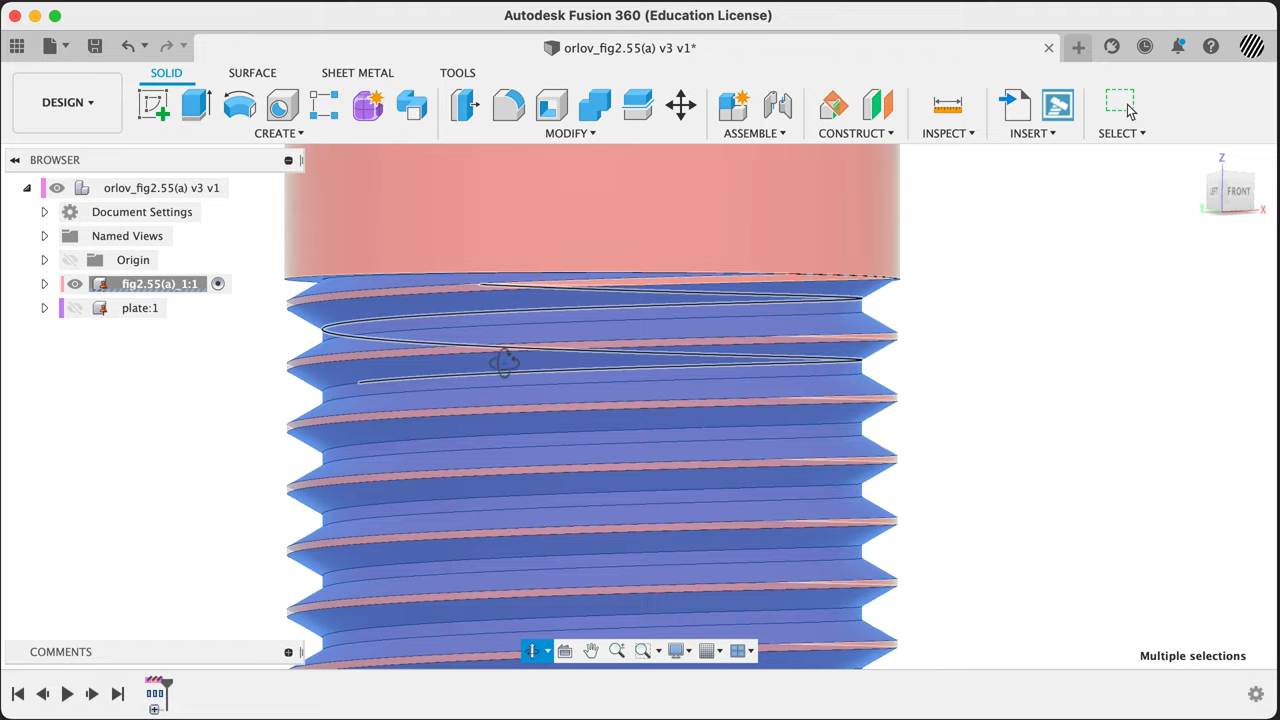 Autodesk Fusion 360 (Education License)
orlov_fig2.55(a) v3 v1*
SOLID SURFACE SHEET METAL TOOLS
DESIGN
CREATE MODIFY ASSEMBLE CONSTRUCT INSPECT INSERT SELECT
BROWSER
orlov_fig2.55(a) v3 v1
Document Settings
Named Views
Origin
fig2.55(a)_1:1
plate:1
Z
LEFT FRONT
Y X
COMMENTS
Multiple selections